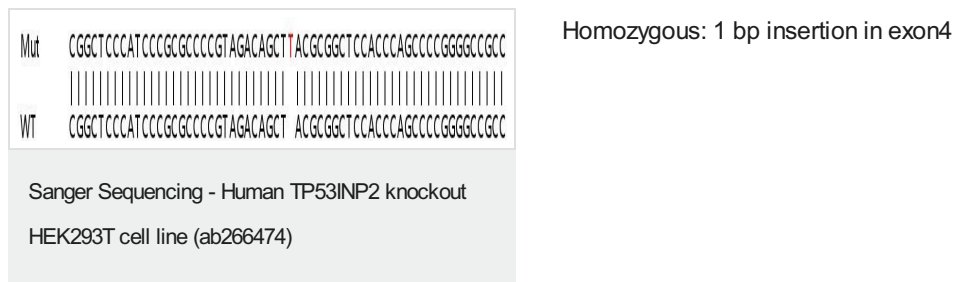 Mut CGGCTCCCATCCCGCGCCCCGTAGACAGCTTACGCGGCTCCACCCAGCCCCGGGGCCGCC
WT CGGCTCCCATCCCGCGCCCCGTAGACAGCT ACGCGGCTCCACCCAGCCCCGGGGCCGCC
Homozygous: 1 bp insertion in exon4
Sanger Sequencing - Human TP53INP2 knockout
HEK293T cell line (ab266474)